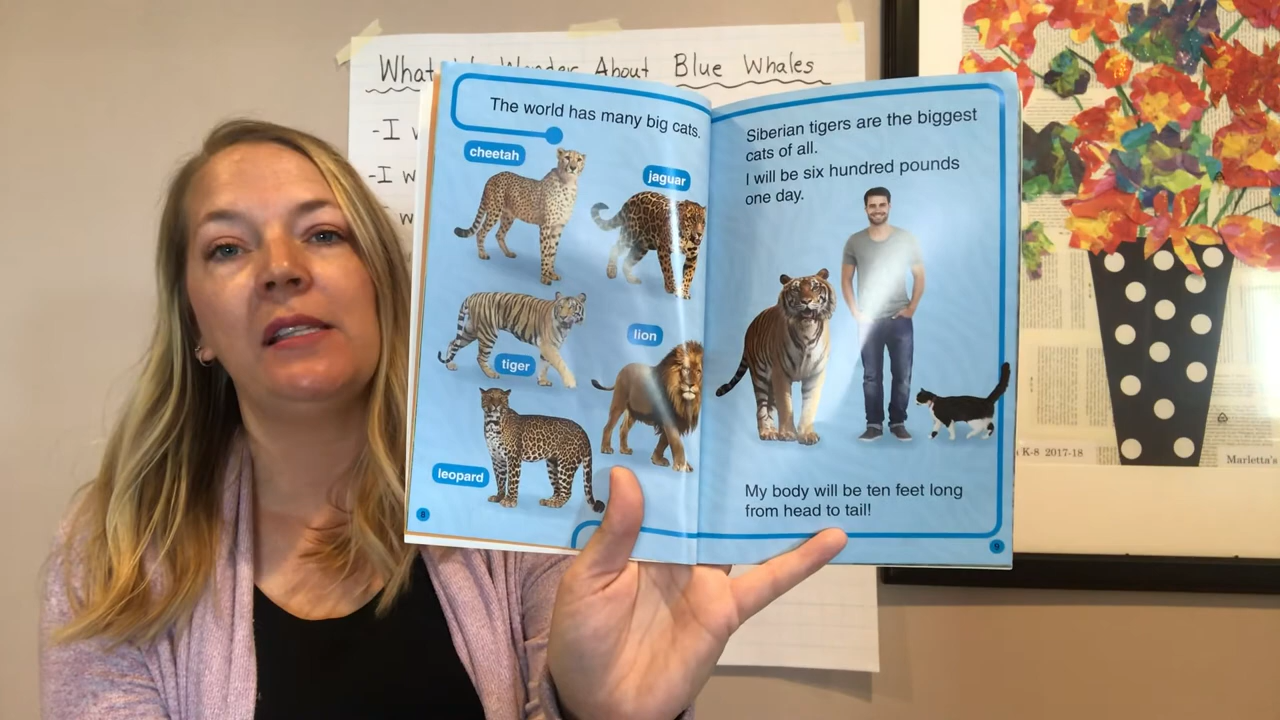 What Wonder About Blue Whales
-I
-I
The world has many big cats.
cheetah
jaguar
tiger
lion
leopard
8
Siberian tigers are the biggest
cats of all.
I will be six hundred pounds
one day.
My body will be ten feet long
from head to tail!
9
K-8 2017-18
Marletta's